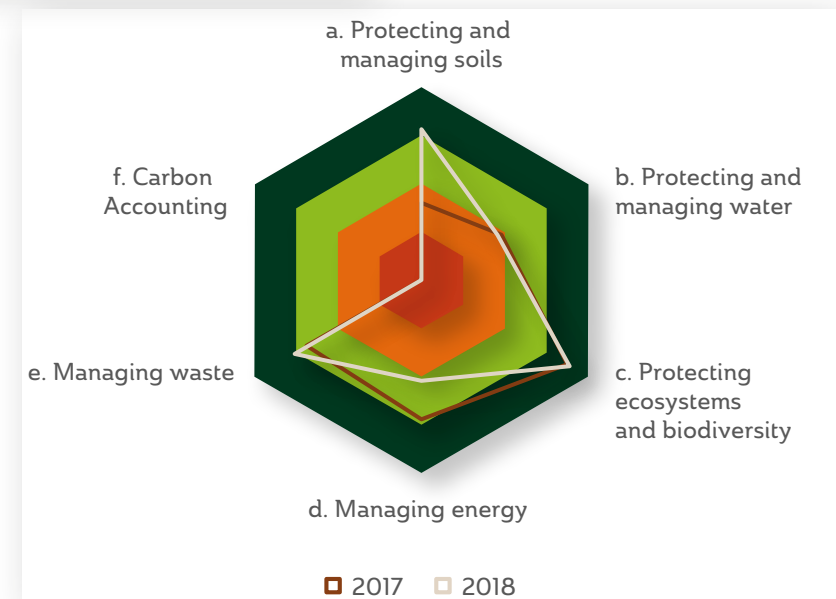 a. Protecting and
managing soils
b. Protecting and
managing water
c. Protecting
ecosystems
and biodiversity
d. Managing energy
e. Managing waste
f. Carbon
Accounting
2017 2018